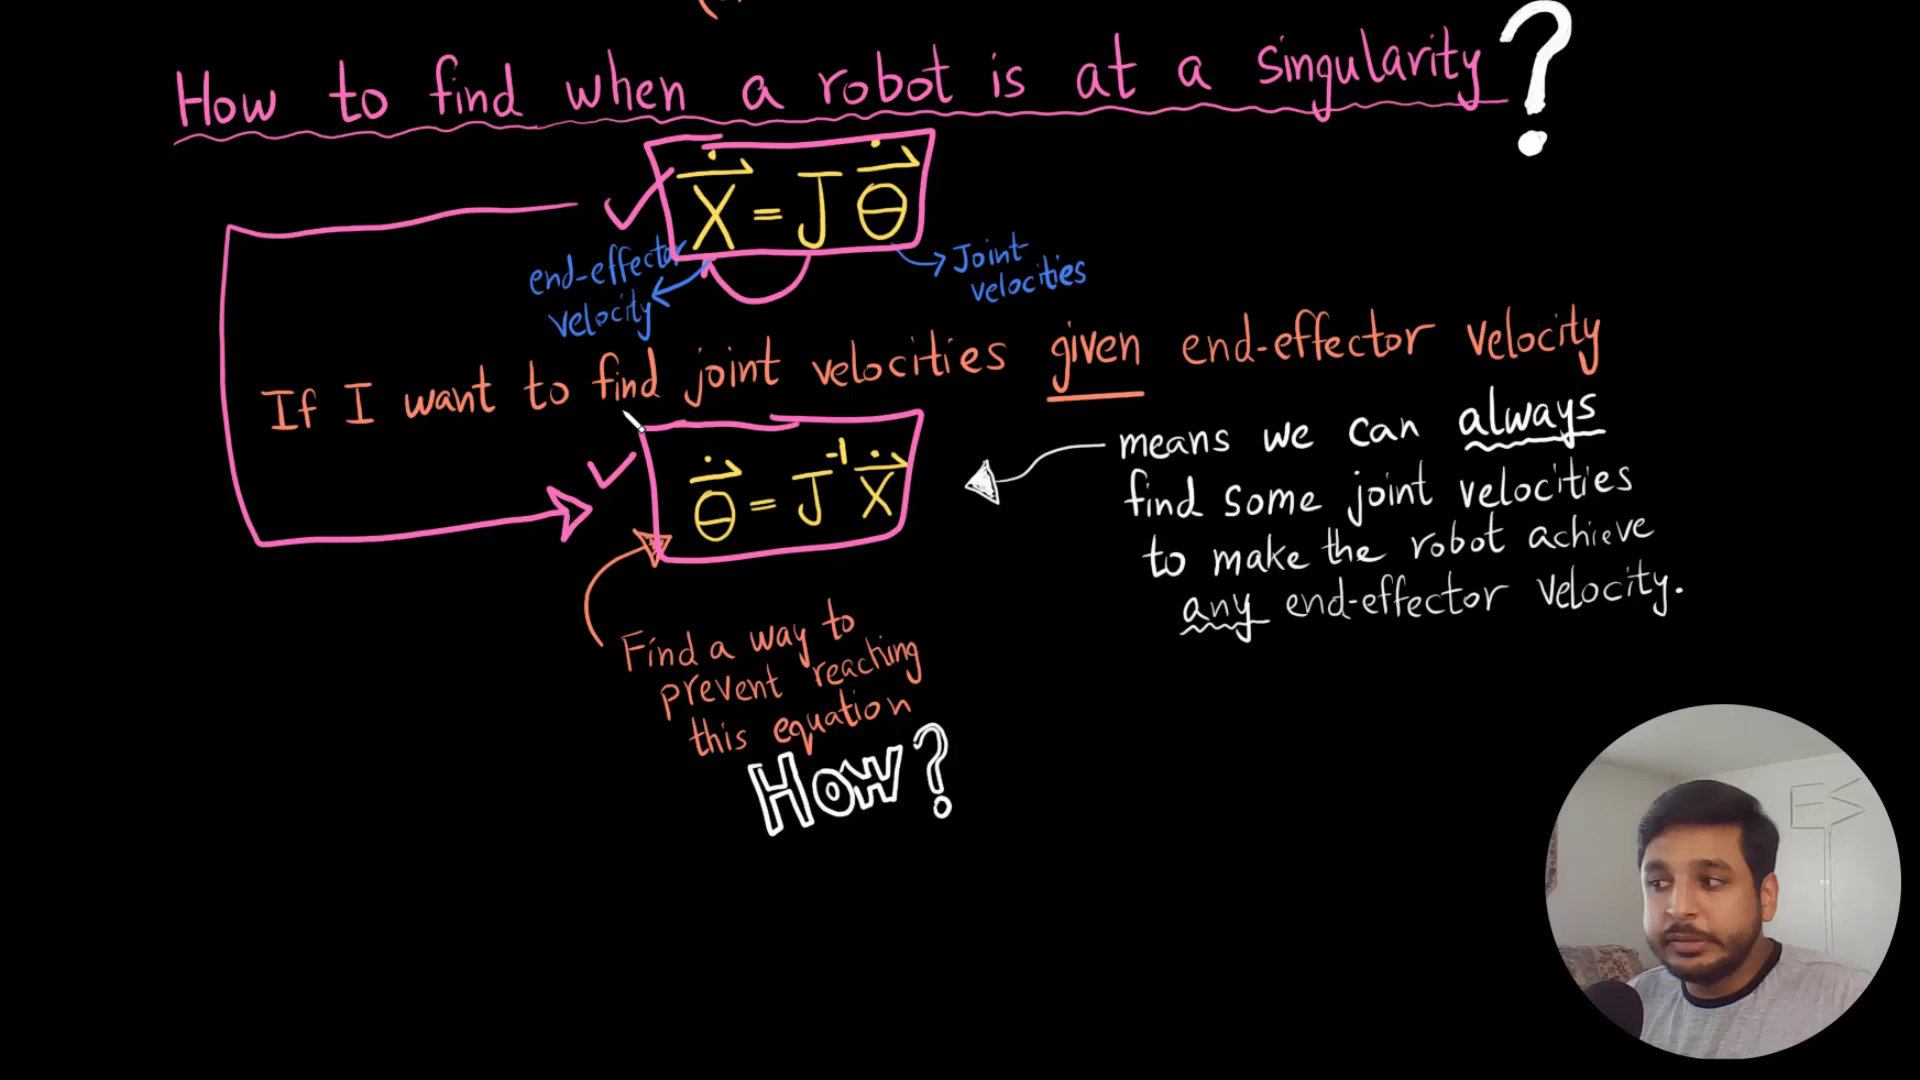 How to find when a robot is at a singularity?
Ẋ = J θ̇
end-effector velocity
Joint velocities
If I want to find joint velocities given end-effector velocity
θ̇ = J⁻¹ Ẋ
means we can always
find some joint velocities
to make the robot achieve
any end-effector velocity.
Find a way to
prevent reaching
this equation
HOW?
ES